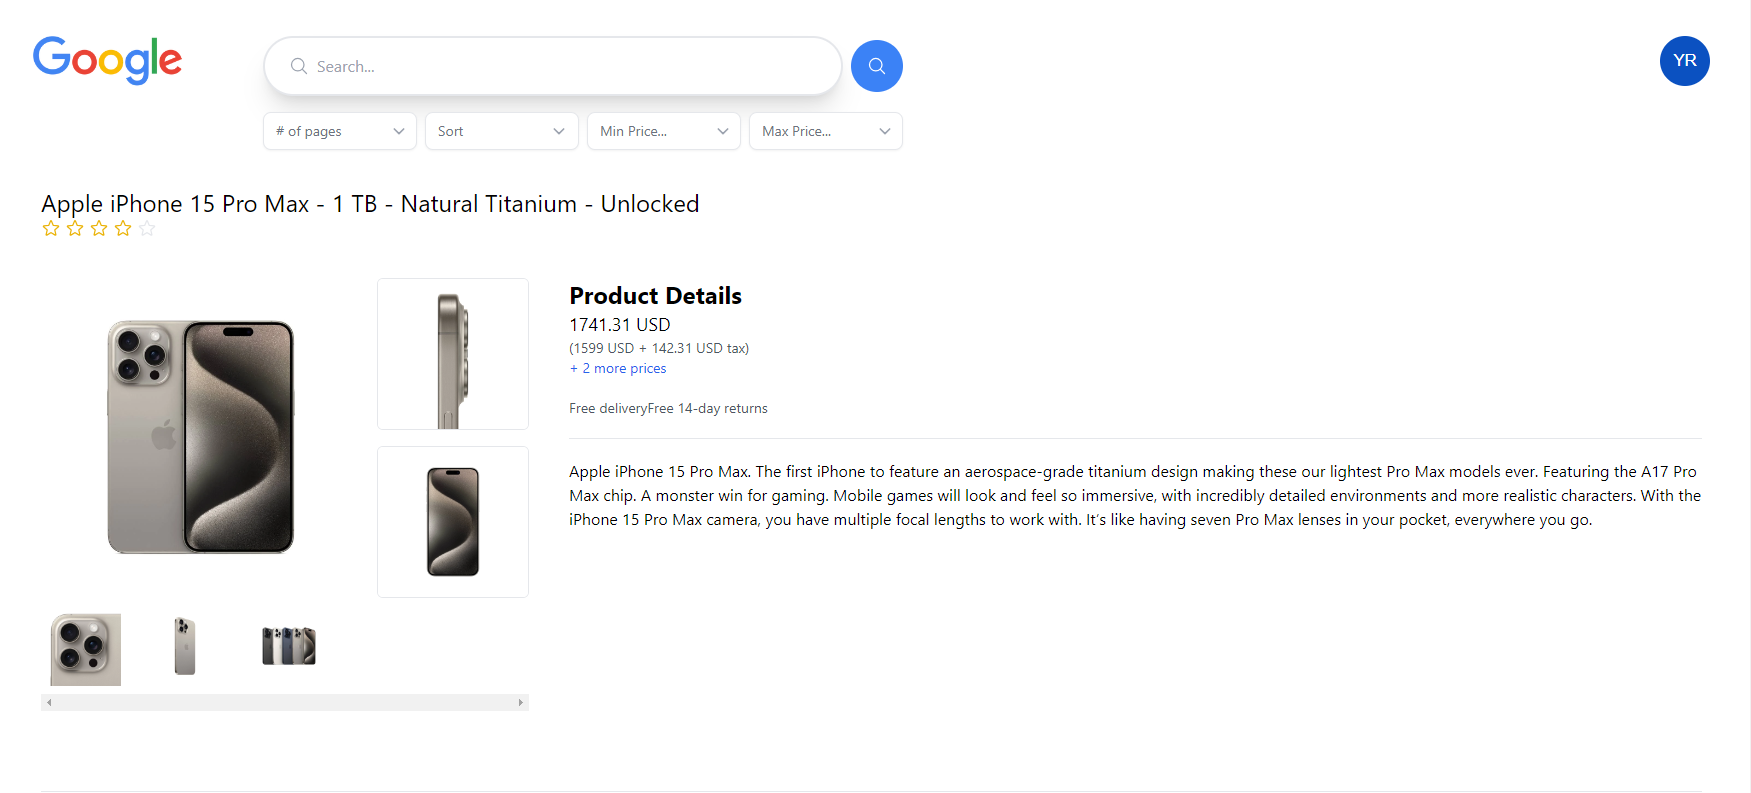 Google
Search...
YR
# of pages
Sort
Min Price...
Max Price...
Apple iPhone 15 Pro Max - 1 TB - Natural Titanium - Unlocked
Product Details
1741.31 USD
(1599 USD + 142.31 USD tax)
+ 2 more prices
Free deliveryFree 14-day returns
Apple iPhone 15 Pro Max. The first iPhone to feature an aerospace-grade titanium design making these our lightest Pro Max models ever. Featuring the A17 Pro
Max chip. A monster win for gaming. Mobile games will look and feel so immersive, with incredibly detailed environments and more realistic characters. With the
iPhone 15 Pro Max camera, you have multiple focal lengths to work with. It’s like having seven Pro Max lenses in your pocket, everywhere you go.